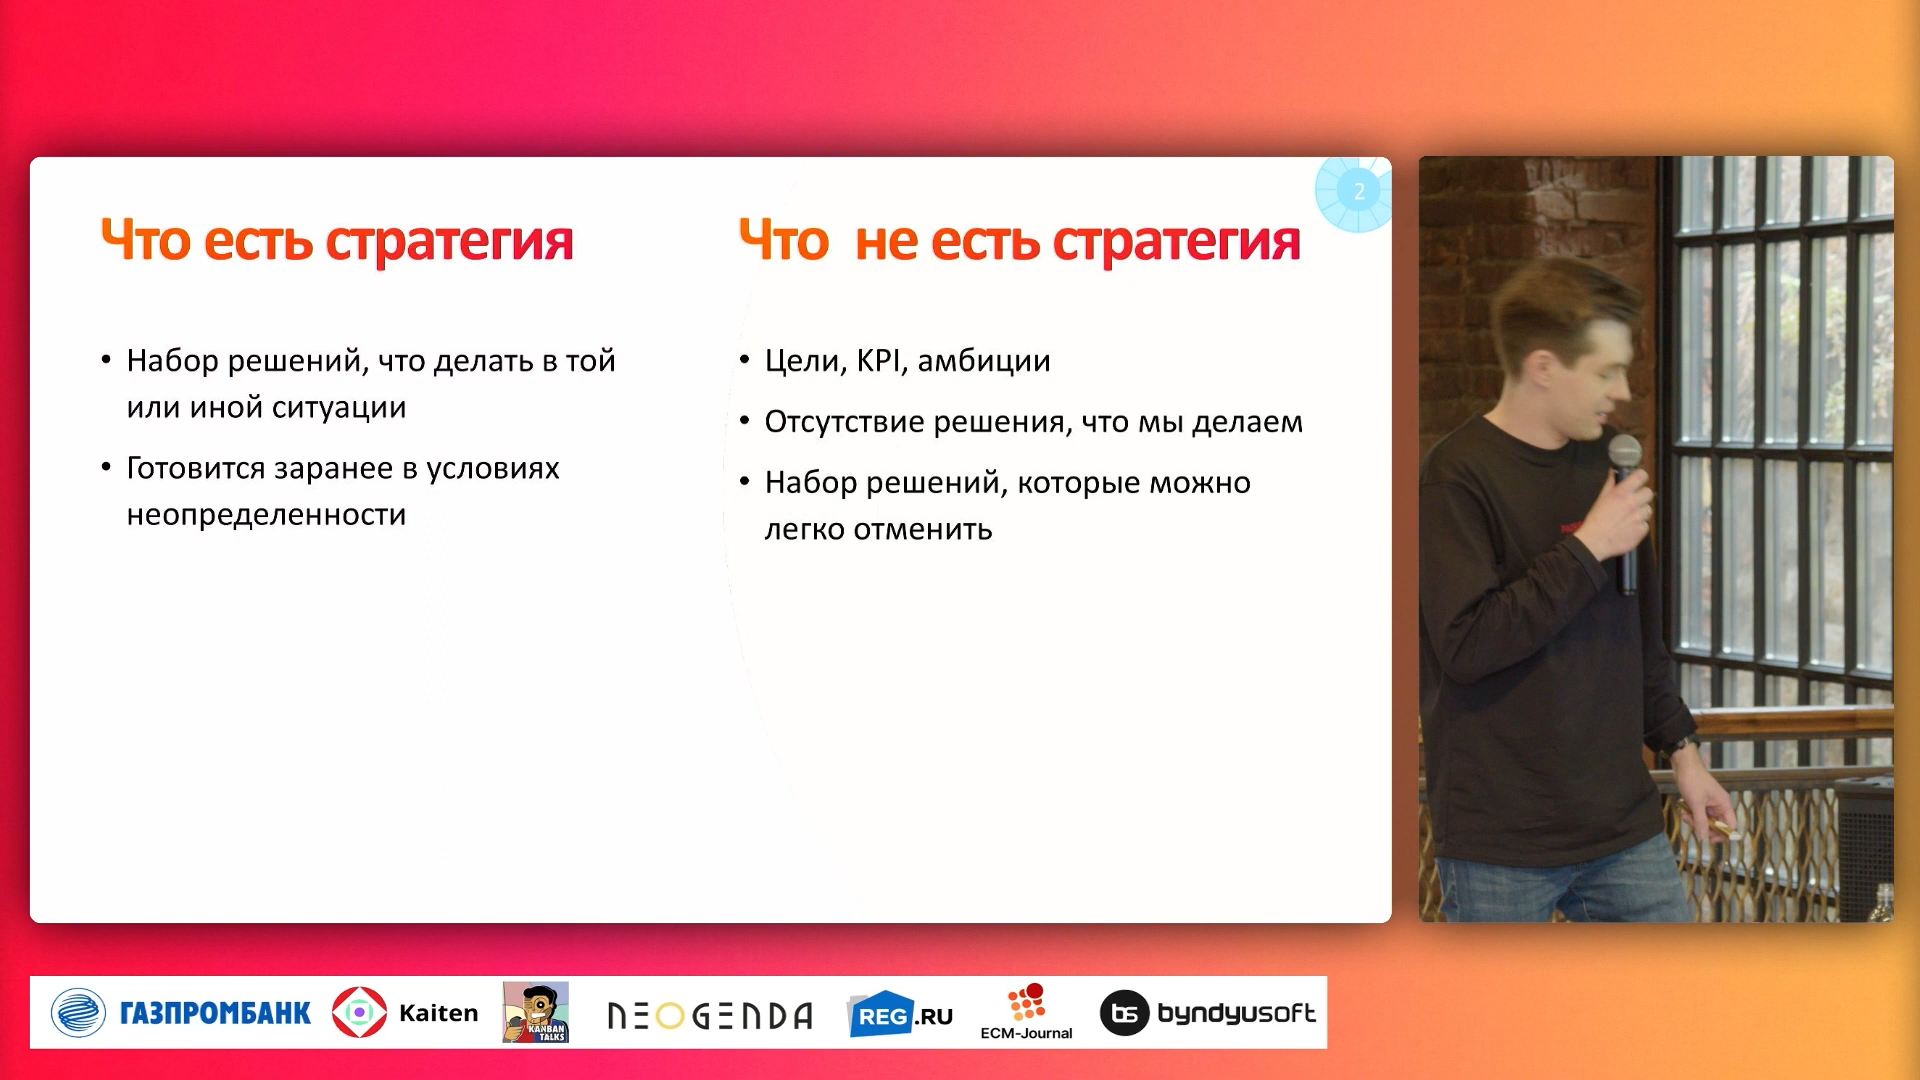 2
Что есть стратегия
• Набор решений, что делать в той
или иной ситуации
• Готовится заранее в условиях
неопределенности
Что не есть стратегия
• Цели, KPI, амбиции
• Отсутствие решения, что мы делаем
• Набор решений, которые можно
легко отменить
ГАЗПРОМБАНК
Kaiten
KANBAN
TALKS
NEOGENDA
REG.RU
ECM-Journal
bs byndyusoft